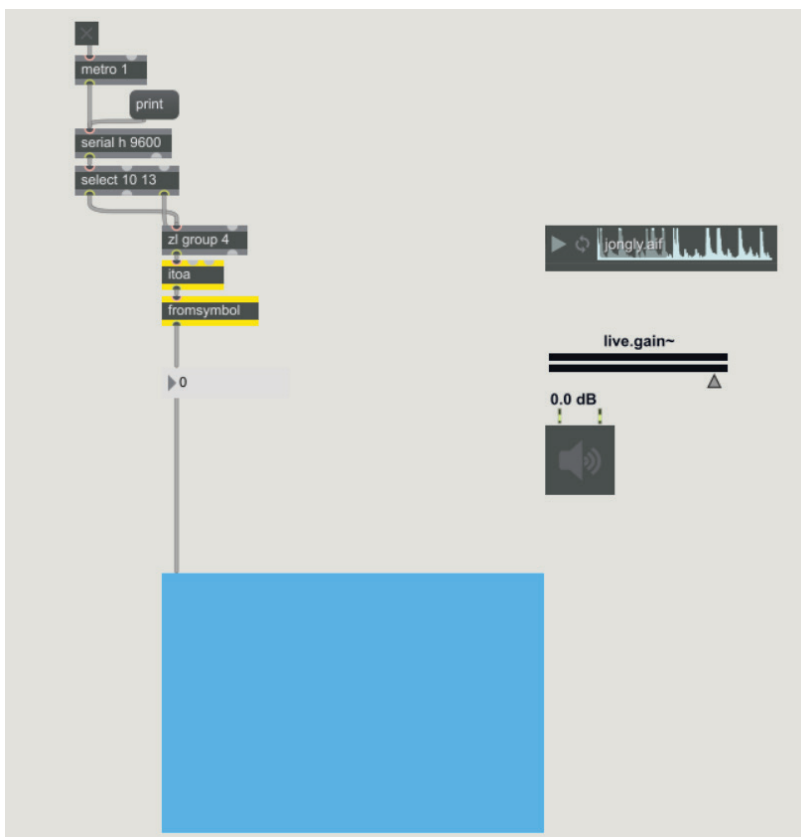 metro 1
print
serial h 9600
select 10 13
zl group 4
itoa
fromsymbol
0
jongly.aif
live.gain~
0.0 dB